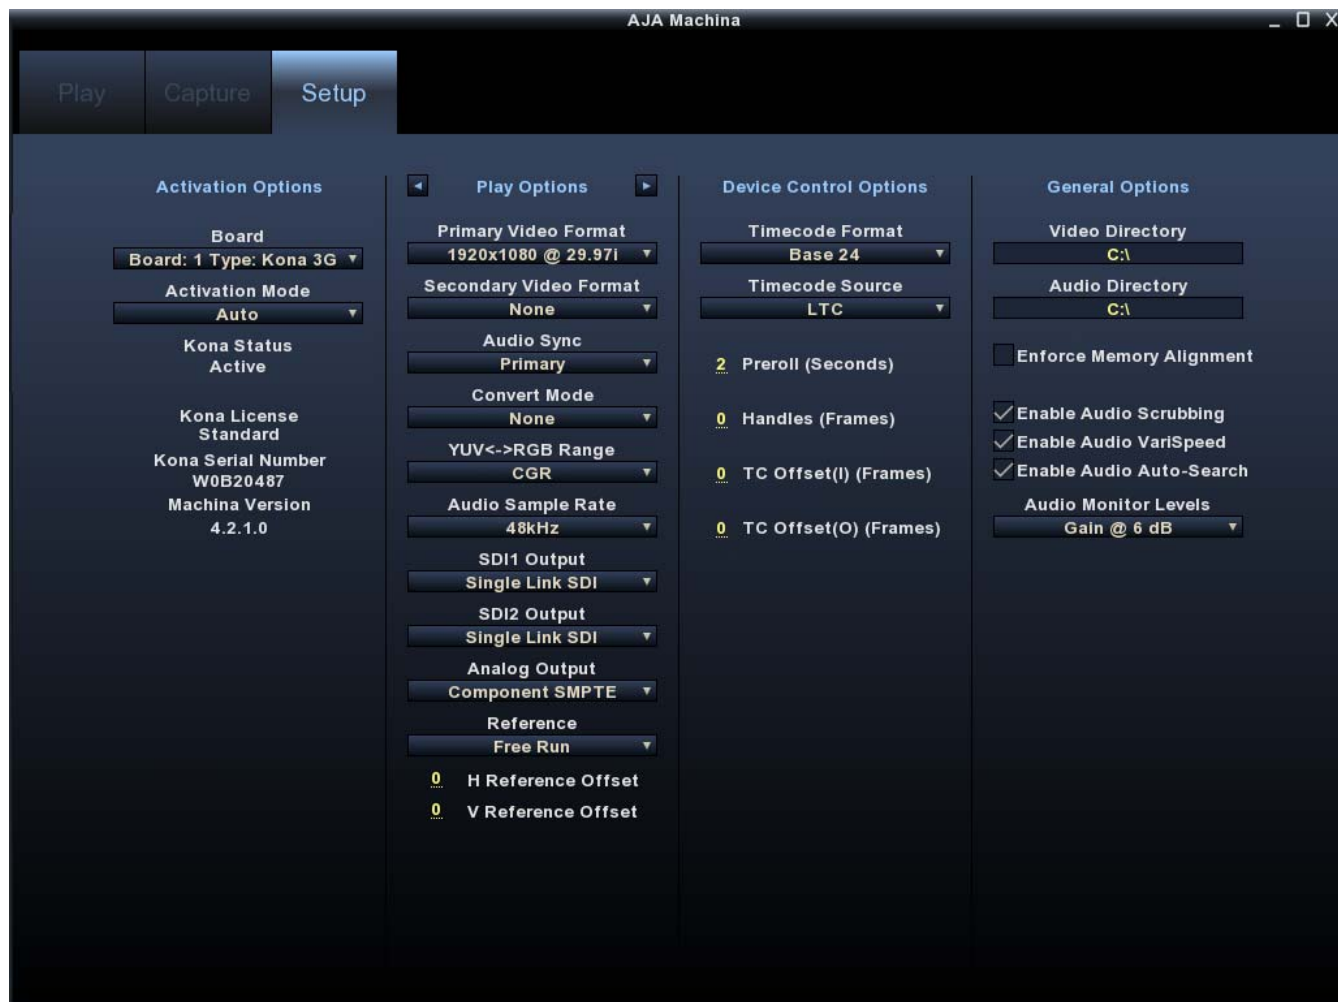 AJA Machina
Play
Capture
Setup
Activation Options
Board
Board: 1 Type: Kona 3G
Activation Mode
Auto
Kona Status
Active
Kona License
Standard
Kona Serial Number
W0B20487
Machina Version
4.2.1.0
Play Options
Primary Video Format
1920x1080 @ 29.97i
Secondary Video Format
None
Audio Sync
Primary
Convert Mode
None
YUV<->RGB Range
CGR
Audio Sample Rate
48kHz
SDI1 Output
Single Link SDI
SDI2 Output
Single Link SDI
Analog Output
Component SMPTE
Reference
Free Run
0 H Reference Offset
0 V Reference Offset
Device Control Options
Timecode Format
Base 24
Timecode Source
LTC
2 Preroll (Seconds)
0 Handles (Frames)
0 TC Offset(I) (Frames)
0 TC Offset(O) (Frames)
General Options
Video Directory
C:\
Audio Directory
C:\
Enforce Memory Alignment
Enable Audio Scrubbing
Enable Audio VariSpeed
Enable Audio Auto-Search
Audio Monitor Levels
Gain @ 6 dB